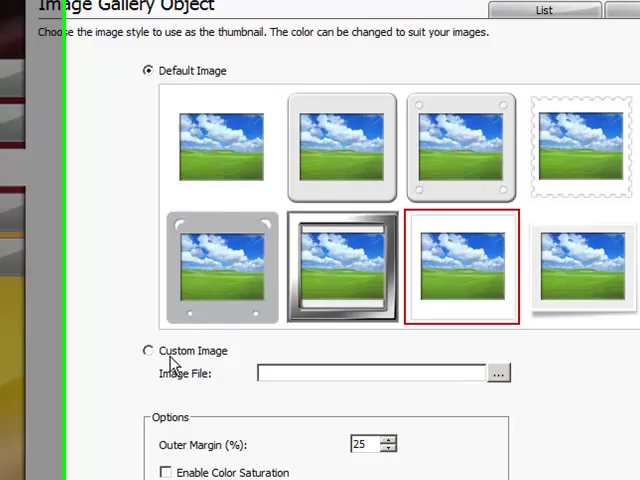 Image Gallery Object
List
Choose the image style to use as the thumbnail. The color can be changed to suit your images.
Default Image
Custom Image
Image File:
...
Options
Outer Margin (%):
25
Enable Color Saturation